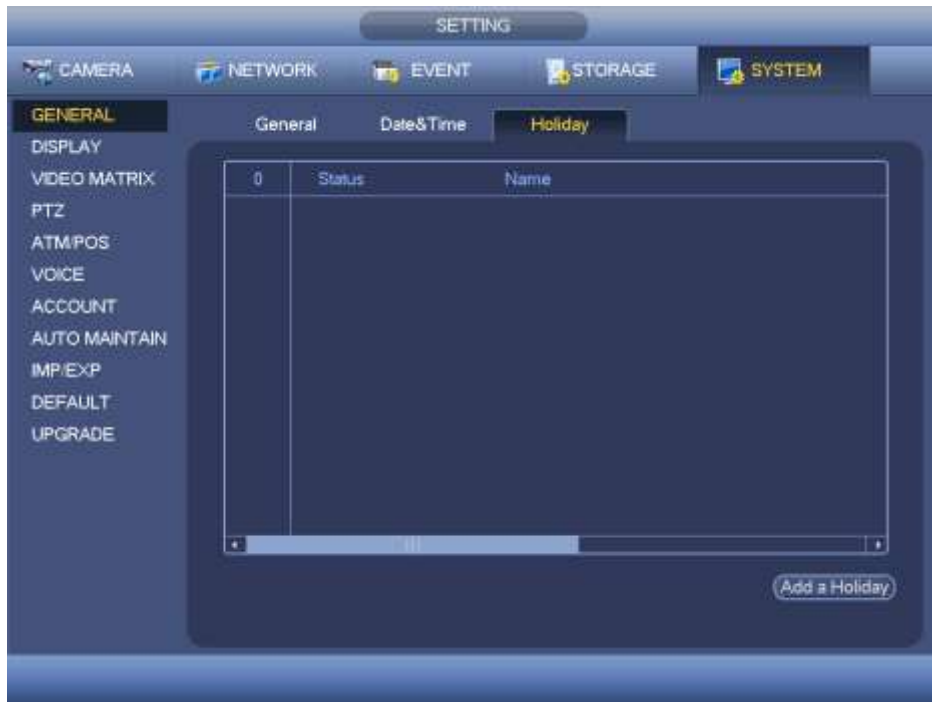 SETTING
CAMERA NETWORK EVENT STORAGE SYSTEM
GENERAL
DISPLAY
VIDEO MATRIX
PTZ
ATM/POS
VOICE
ACCOUNT
AUTO MAINTAIN
IMP/EXP
DEFAULT
UPGRADE
General Date&Time Holiday
0 Status Name
Add a Holiday